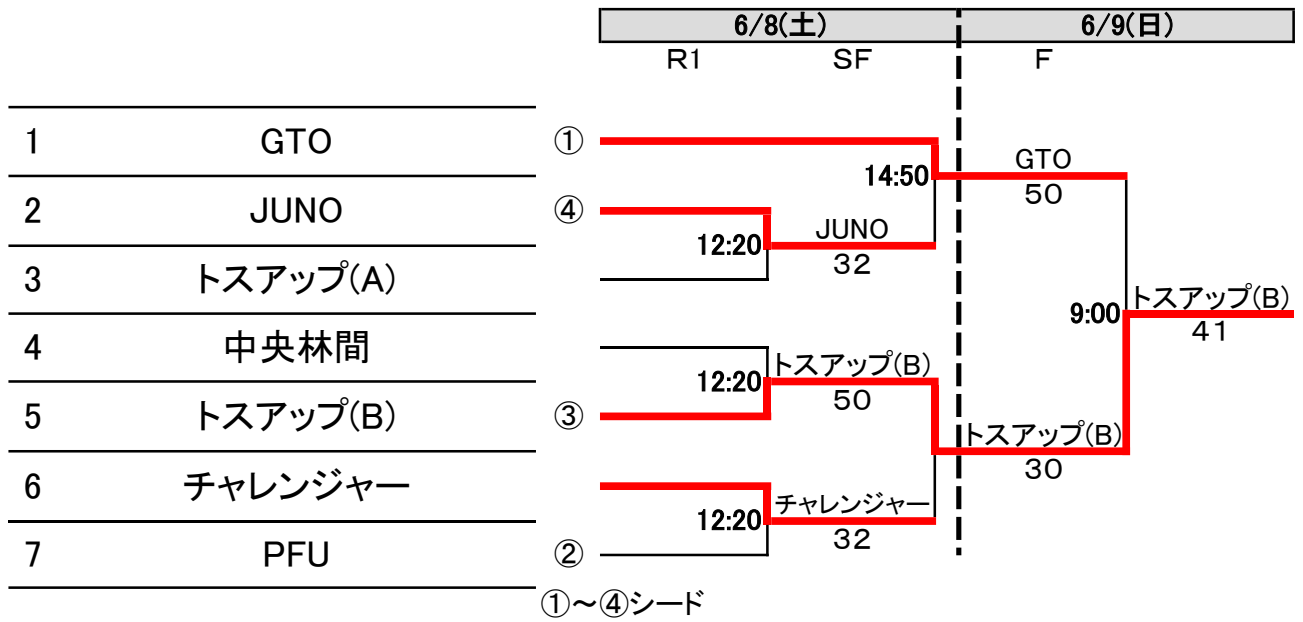 6/8(土) 6/9(日)
R1 SF F
1 GTO ①
GTO
14:50
50
2 JUNO ④
JUNO
12:20
32
3 トスアップ(A)
トスアップ(B)
9:00
41
4 中央林間
トスアップ(B)
12:20
50
5 トスアップ(B) ③
トスアップ(B)
30
6 チャレンジャー
チャレンジャー
12:20
32
7 PFU ②
①～④シード